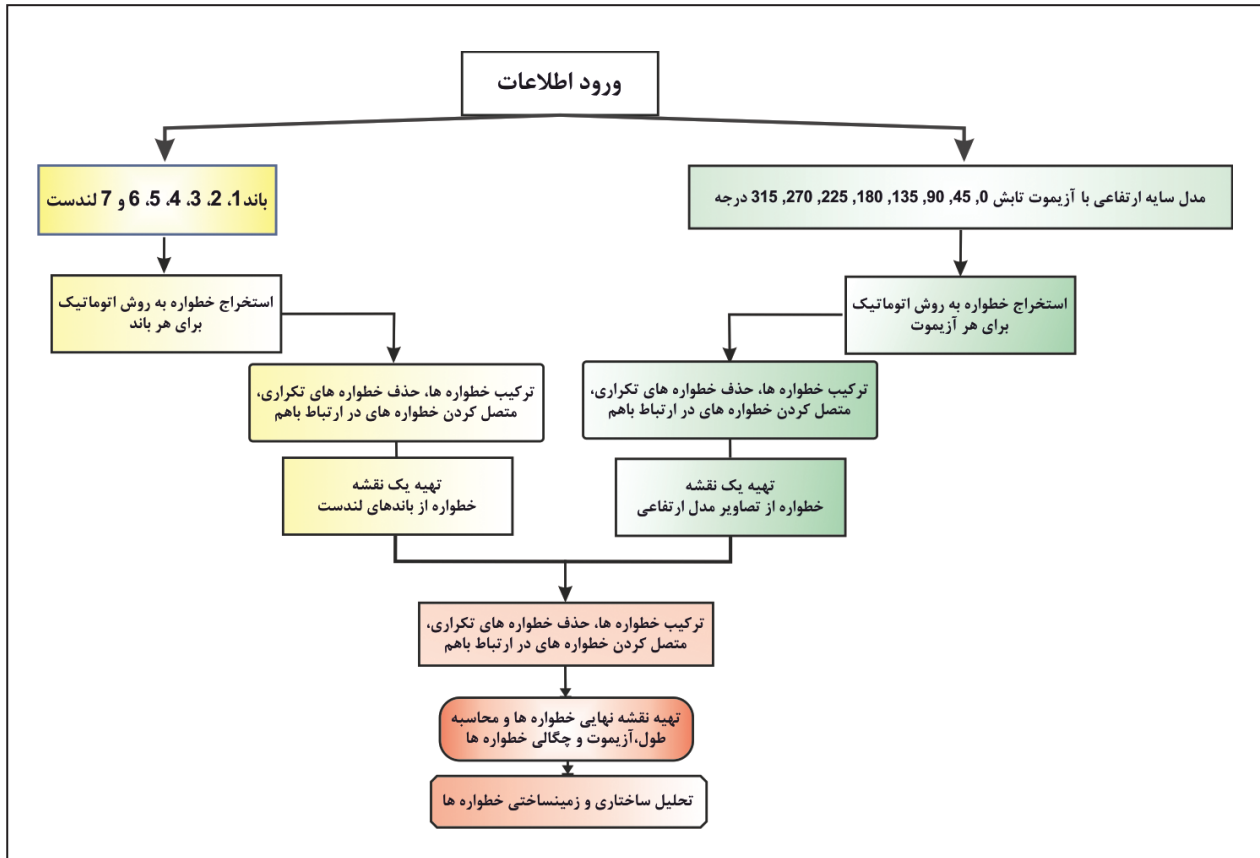 ورود اطلاعات
مدل سایه ارتفاعی با آزیموت تابش 0, 45, 90, 135, 180, 225, 270, 315 درجه
باند1، 2، 3، 4، 5، 6 و 7 لندست
استخراج خطواره به روش اتوماتیک
برای هر آزیموت
استخراج خطواره به روش اتوماتیک
برای هر باند
ترکیب خطواره ها، حذف خطواره های تکراری،
متصل کردن خطواره های در ارتباط باهم
ترکیب خطواره ها، حذف خطواره های تکراری،
متصل کردن خطواره های در ارتباط باهم
تهیه یک نقشه
خطواره از تصاویر مدل ارتفاعی
تهیه یک نقشه
خطواره از باندهای لندست
ترکیب خطواره ها، حذف خطواره های تکراری،
متصل کردن خطواره های در ارتباط باهم
تهیه نقشه نهایی خطواره ها و محاسبه
طول،آزیموت و چگالی خطواره ها
تحلیل ساختاری و زمینساختی خطواره ها